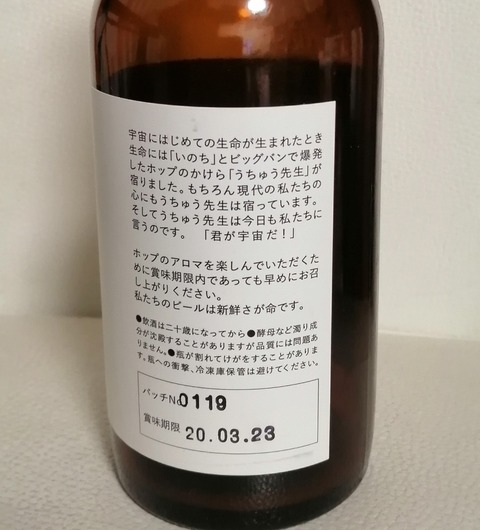 宇宙にはじめての生命が生まれたとき
生命には「いのち」とビッグバンで爆発
したホップのかけら「うちゅう先生」が
宿りました。もちろん現代の私たちの
心にもうちゅう先生は宿っています。
そしてうちゅう先生は今日も私たちに
言うのです。 「君が宇宙だ！」
ホップのアロマを楽しんでいただくた
めに賞味期限内であっても早めにお召
し上がりください。
私たちのビールは新鮮さが命です。
●飲酒は二十歳になってから●酵母など濁り成
分が沈殿することがありますが品質には問題あ
りません。●瓶が割れてけがをすることがありま
す。瓶への衝撃、冷凍庫保管は避けてください。
バッチNo 0119
賞味期限 20.03.23